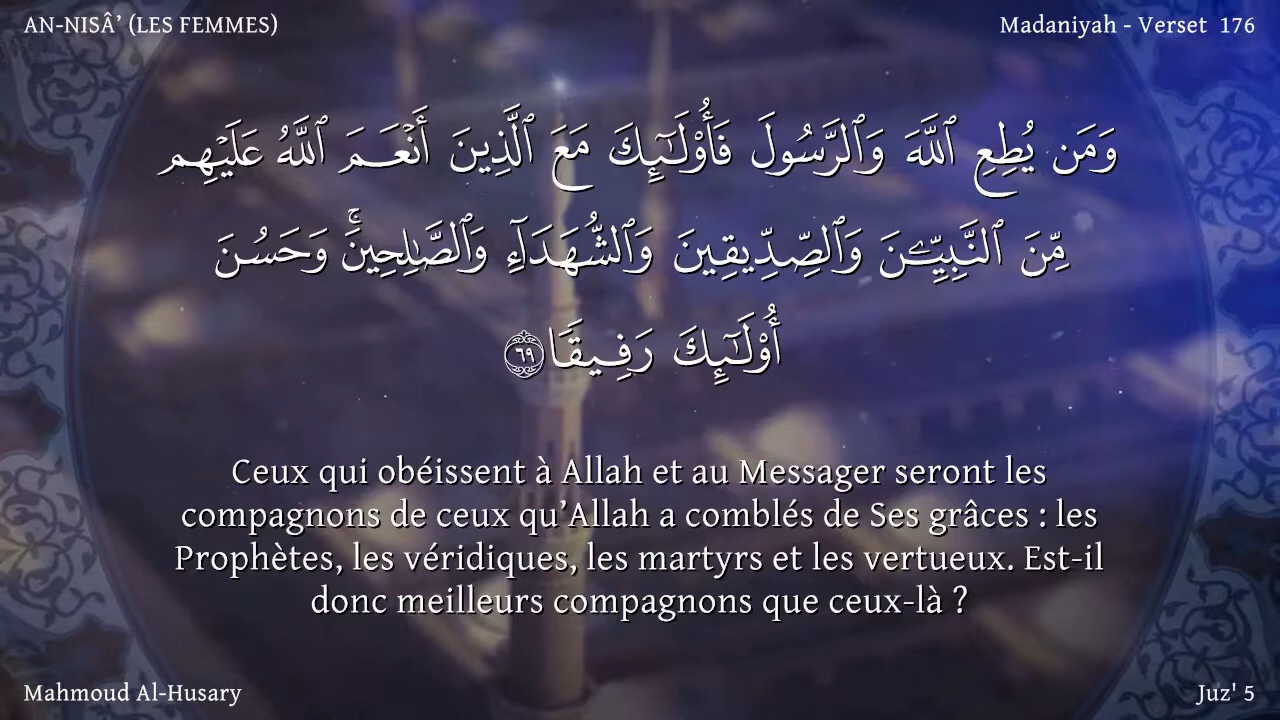 AN-NISÂ’ (LES FEMMES)
Madaniyah - Verset 176
وَمَن يُطِعِ ٱللَّهَ وَٱلرَّسُولَ فَأُو۟لَـٰٓئِكَ مَعَ ٱلَّذِينَ أَنْعَمَ ٱللَّهُ عَلَيْهِم
مِّنَ ٱلنَّبِيِّـۧنَ وَٱلصِّدِّيقِينَ وَٱلشُّهَدَآءِ وَٱلصَّـٰلِحِينَ ۚ وَحَسُنَ
أُو۟لَـٰٓئِكَ رَفِيقًا ٦٩
Ceux qui obéissent à Allah et au Messager seront les
compagnons de ceux qu’Allah a comblés de Ses grâces : les
Prophètes, les véridiques, les martyrs et les vertueux. Est-il
donc meilleurs compagnons que ceux-là ?
Mahmoud Al-Husary
Juz' 5